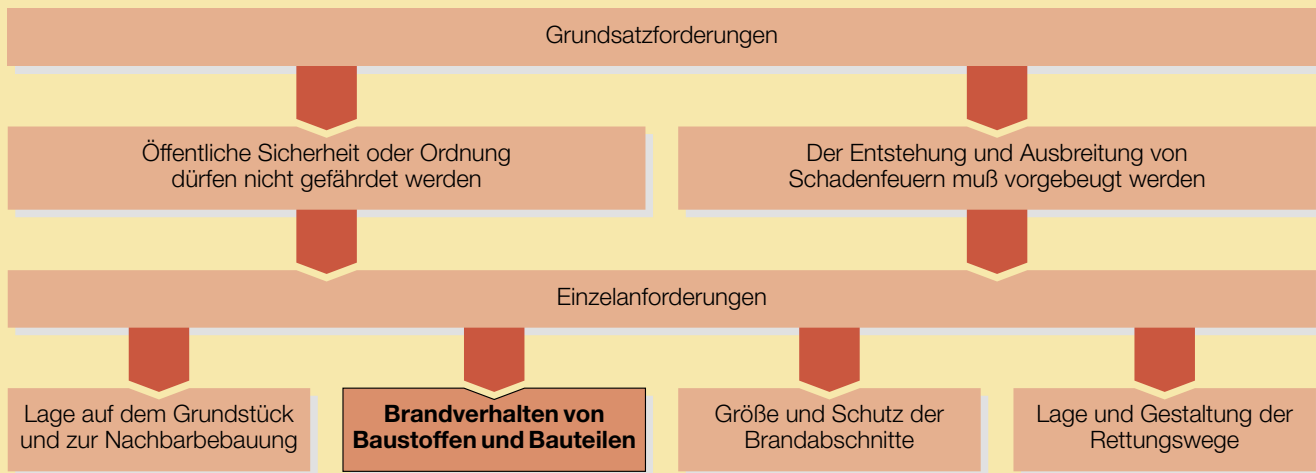 Grundsatzforderungen
Öffentliche Sicherheit oder Ordnung
dürfen nicht gefährdet werden
Der Entstehung und Ausbreitung von
Schadenfeuern muß vorgebeugt werden
Einzelanforderungen
Lage auf dem Grundstück
und zur Nachbarbebauung
Brandverhalten von
Baustoffen und Bauteilen
Größe und Schutz der
Brandabschnitte
Lage und Gestaltung der
Rettungswege